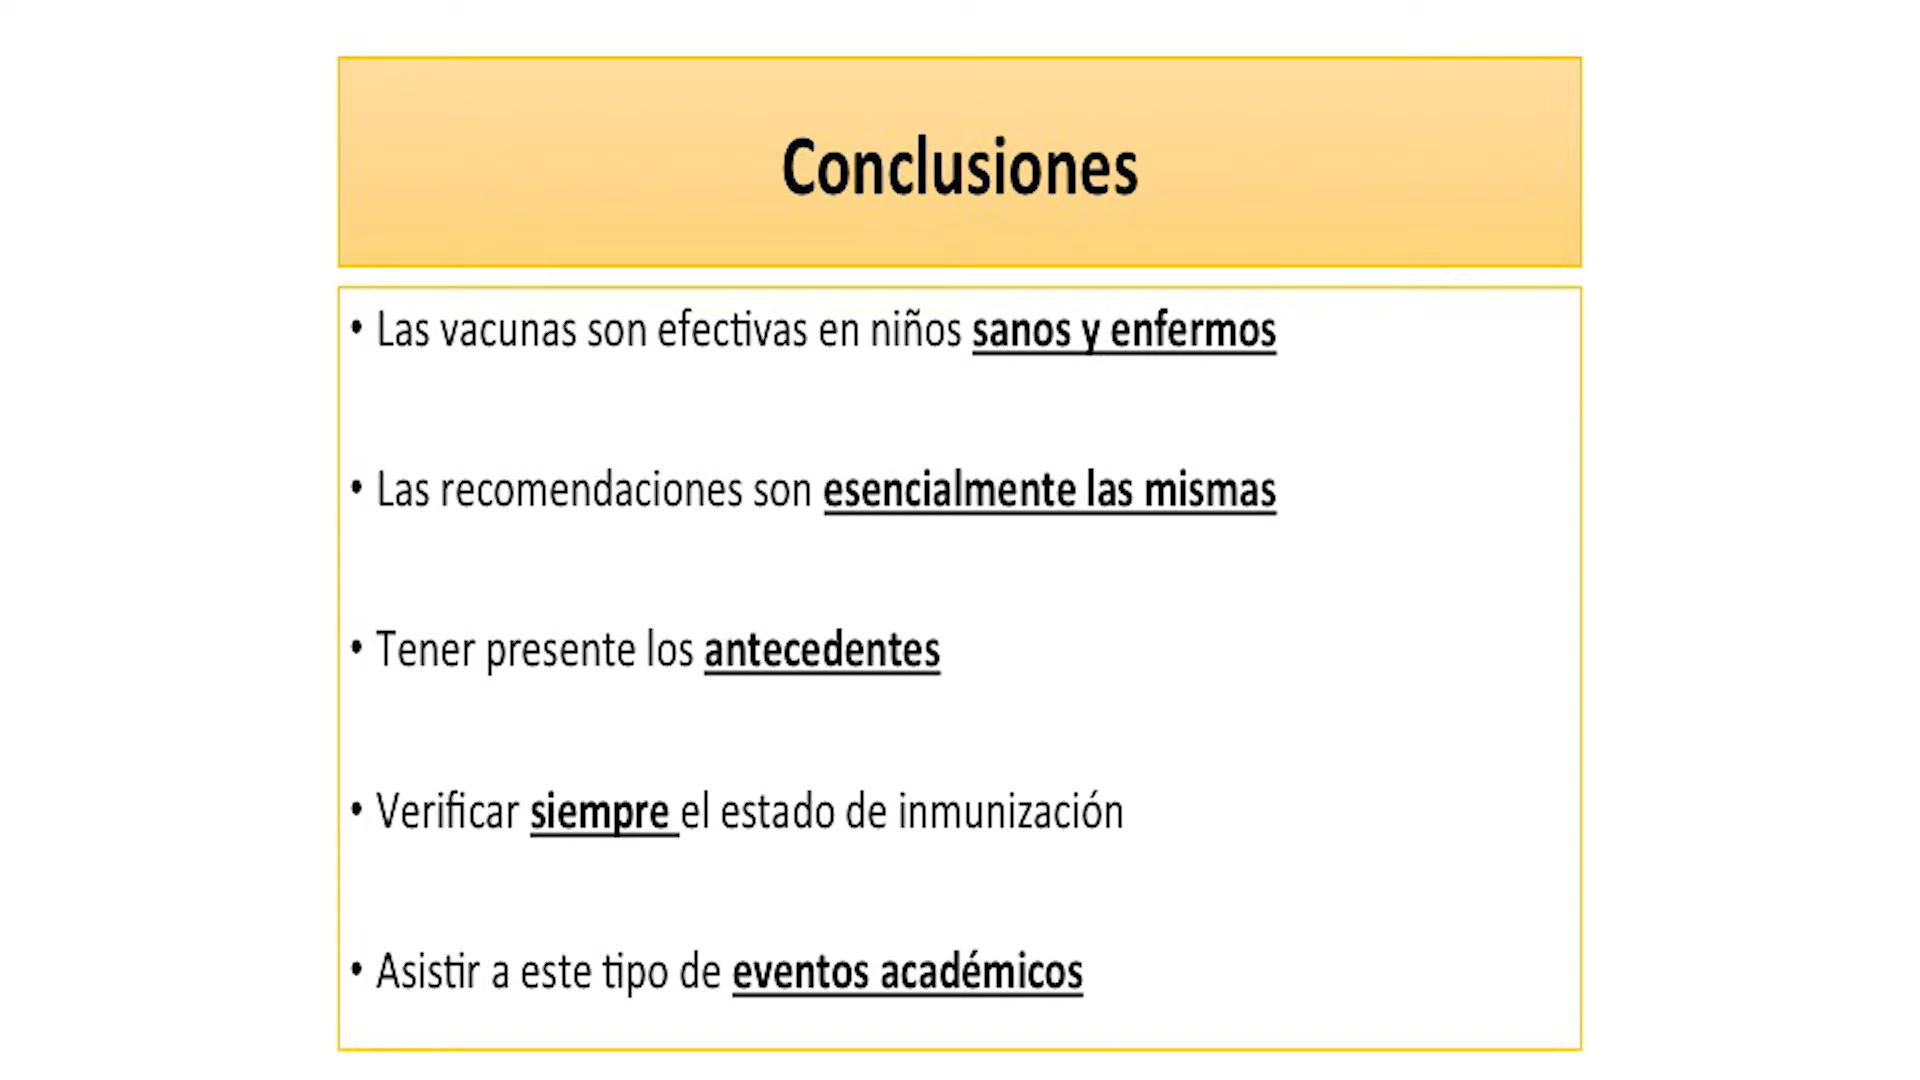 Conclusiones
• Las vacunas son efectivas en niños sanos y enfermos
• Las recomendaciones son esencialmente las mismas
• Tener presente los antecedentes
• Verificar siempre el estado de inmunización
• Asistir a este tipo de eventos académicos